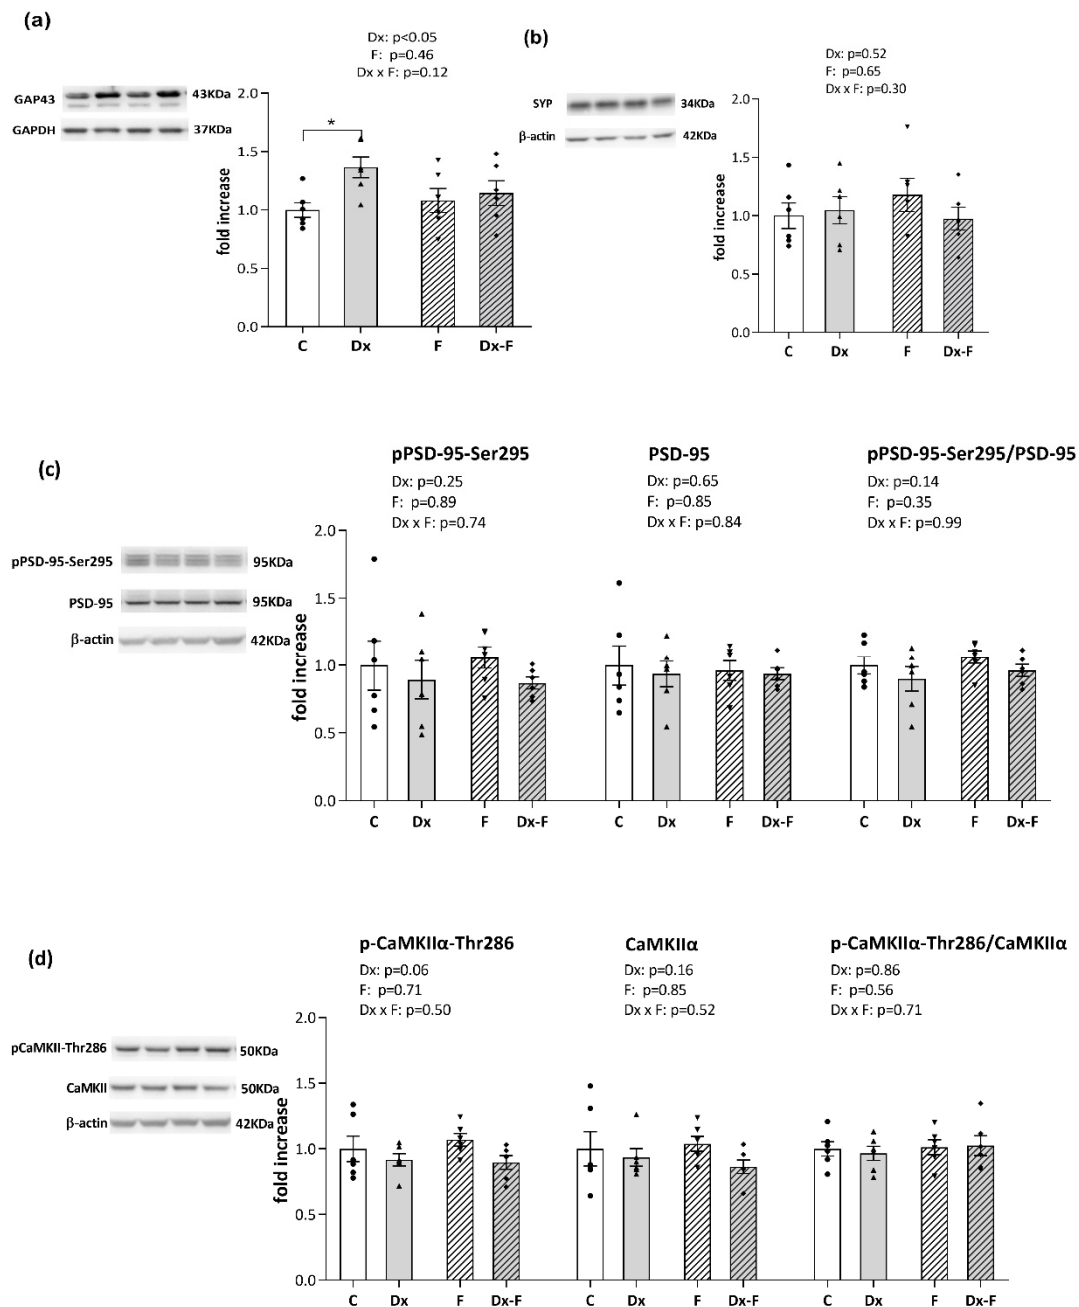 (a)
Dx: p<0.05
F: p=0.46
Dx x F: p=0.12
GAP43
43KDa
GAPDH
37KDa
*
fold increase
2.0
1.5
1.0
0.5
0.0
C Dx F Dx-F
(b)
Dx: p=0.52
F: p=0.65
Dx x F: p=0.30
SYP
34KDa
β-actin
42KDa
fold increase
2.0
1.5
1.0
0.5
0.0
C Dx F Dx-F
(c)
pPSD-95-Ser295
Dx: p=0.25
F: p=0.89
Dx x F: p=0.74
PSD-95
Dx: p=0.65
F: p=0.85
Dx x F: p=0.84
pPSD-95-Ser295/PSD-95
Dx: p=0.14
F: p=0.35
Dx x F: p=0.99
pPSD-95-Ser295
95KDa
PSD-95
95KDa
β-actin
42KDa
fold increase
2.0
1.5
1.0
0.5
0.0
C Dx F Dx-F C Dx F Dx-F C Dx F Dx-F
(d)
p-CaMKIIα-Thr286
Dx: p=0.06
F: p=0.71
Dx x F: p=0.50
CaMKIIα
Dx: p=0.16
F: p=0.85
Dx x F: p=0.52
p-CaMKIIα-Thr286/CaMKIIα
Dx: p=0.86
F: p=0.56
Dx x F: p=0.71
pCaMKII-Thr286
50KDa
CaMKII
50KDa
β-actin
42KDa
fold increase
2.0
1.5
1.0
0.5
0.0
C Dx F Dx-F C Dx F Dx-F C Dx F Dx-F